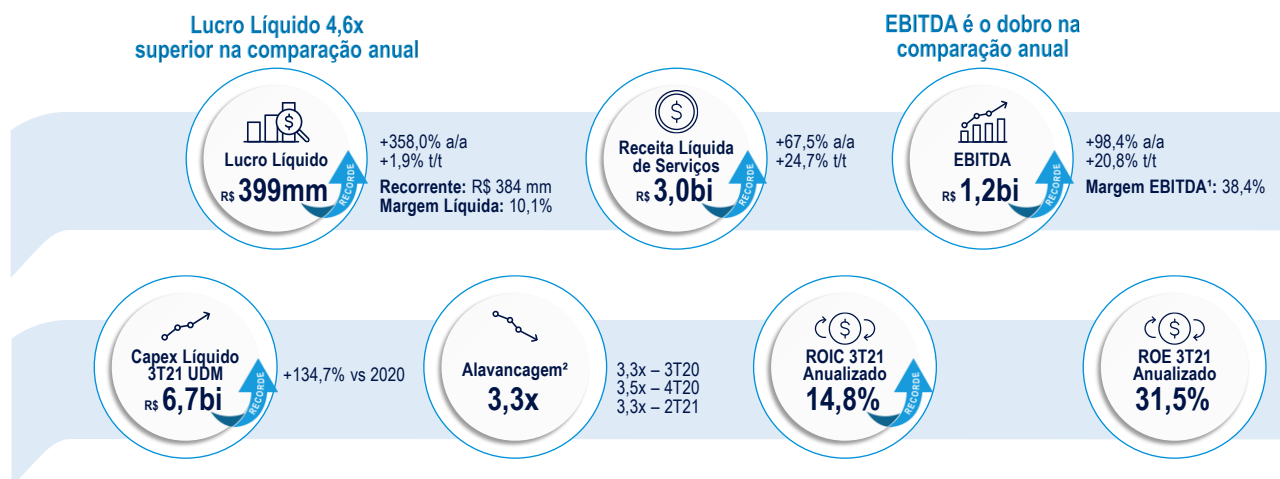 Lucro Líquido 4,6x
superior na comparação anual
EBITDA é o dobro na
comparação anual
$
Lucro Líquido
R$ 399mm
RECORDE
+358,0% a/a
+1,9% t/t
Recorrente: R$ 384 mm
Margem Líquida: 10,1%
$
Receita Líquida
de Serviços
R$ 3,0bi
RECORDE
+67,5% a/a
+24,7% t/t
EBITDA
R$ 1,2bi
RECORDE
+98,4% a/a
+20,8% t/t
Margem EBITDA¹: 38,4%
Capex Líquido
3T21 UDM
R$ 6,7bi
RECORDE
+134,7% vs 2020
Alavancagem²
3,3x
3,3x – 3T20
3,5x – 4T20
3,3x – 2T21
$
ROIC 3T21
Anualizado
14,8%
RECORDE
$
ROE 3T21
Anualizado
31,5%